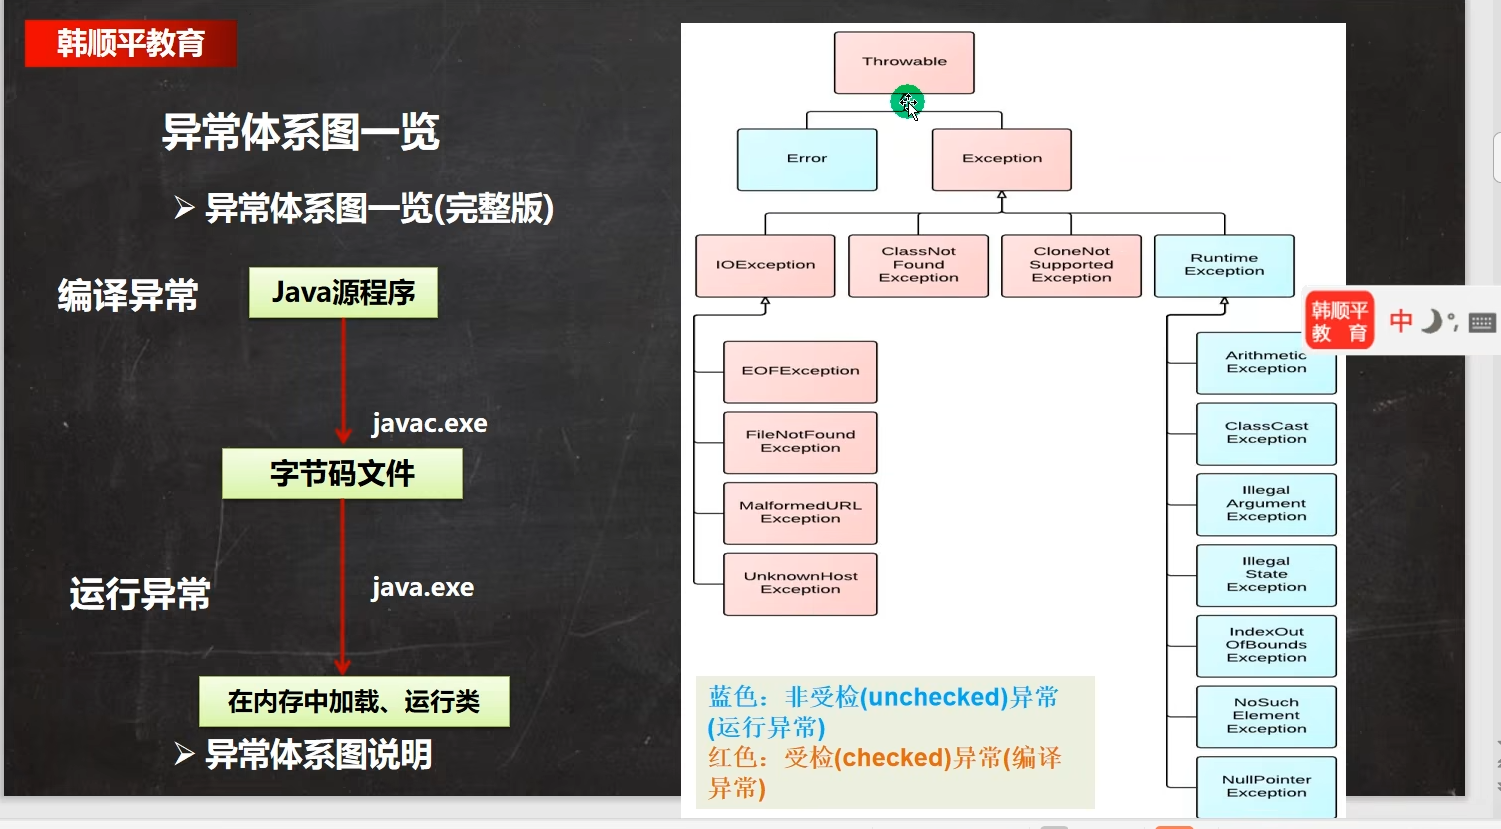 韩顺平教育
异常体系图一览
异常体系图一览(完整版)
编译异常
Java源程序
javac.exe
字节码文件
运行异常
java.exe
在内存中加载、运行类
异常体系图说明
Throwable
Error
Exception
IOException
ClassNot
Found
Exception
CloneNot
Supported
Exception
Runtime
Exception
EOFException
FileNotFound
Exception
MalformedURL
Exception
UnknownHost
Exception
Arithmetic
Exception
ClassCast
Exception
Illegal
Argument
Exception
Illegal
State
Exception
IndexOut
OfBounds
Exception
NoSuch
Element
Exception
NullPointer
Exception
蓝色：非受检(unchecked)异常
(运行异常)
红色：受检(checked)异常(编译
异常)
韩顺平
教 育
中